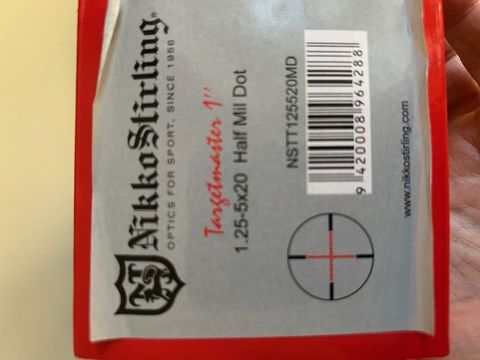 NikkoStirling®
OPTICS FOR SPORT, SINCE 1956
Targetmaster 1"
1.25-5x20 Half Mil Dot
NSTT125520MD
9 420008 964288
www.nikkostirling.com